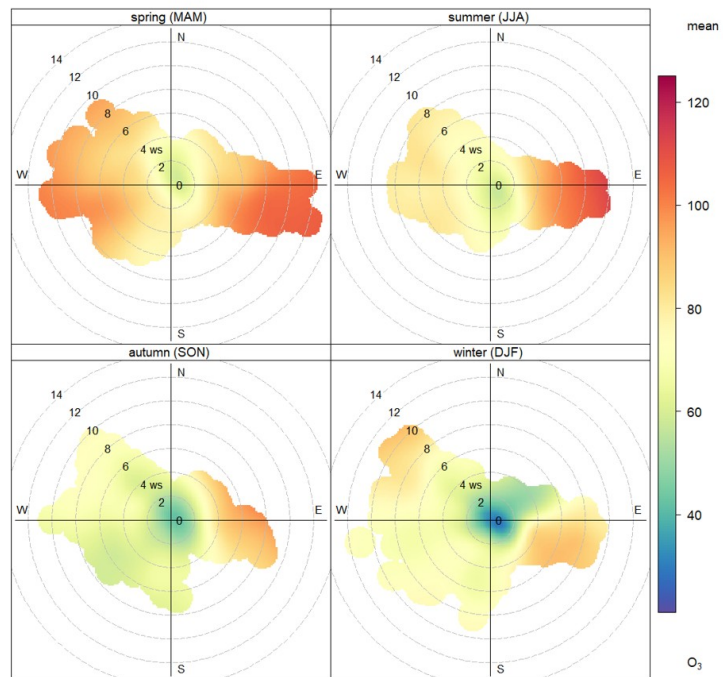 spring (MAM)
summer (JJA)
mean
N
14
12
10
8
6
4 ws
2
0
W
E
S
N
14
12
10
8
6
4 ws
2
0
W
E
S
120
100
80
60
40
autumn (SON)
winter (DJF)
N
14
12
10
8
6
4 ws
2
0
W
E
S
N
14
12
10
8
6
4 ws
2
0
W
E
S
O₃